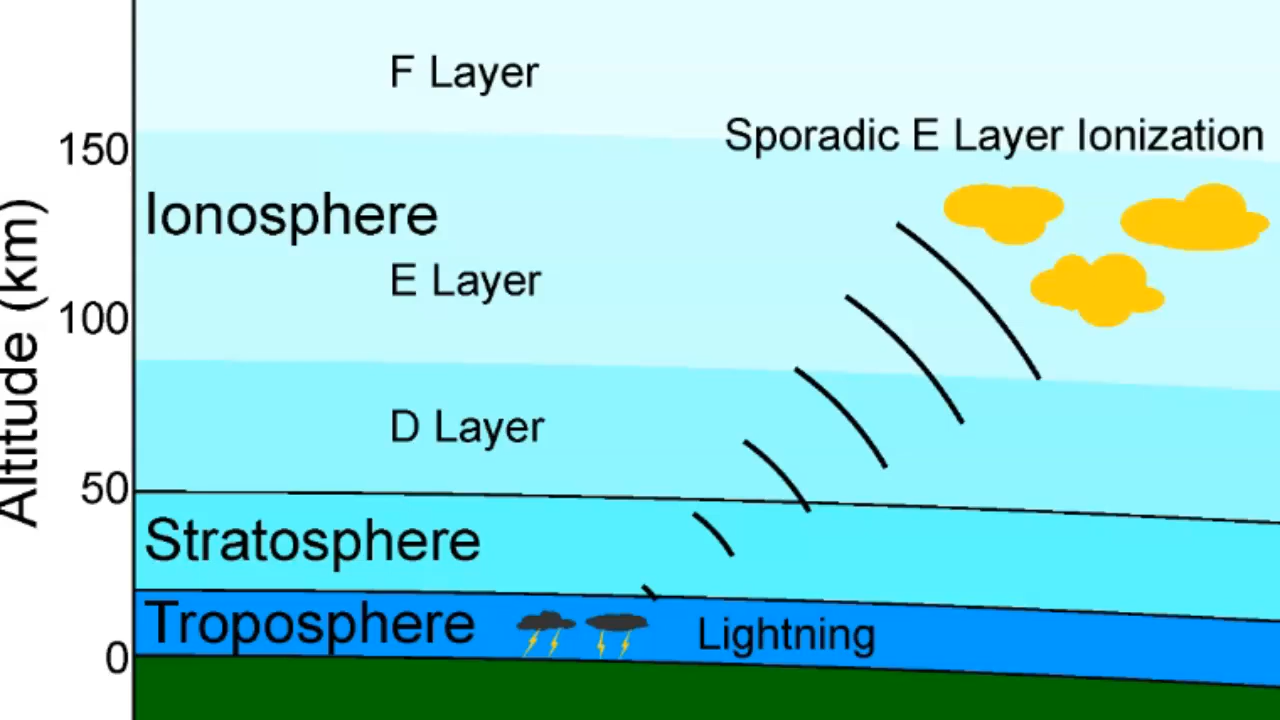 F Layer
Sporadic E Layer Ionization
150
Ionosphere
E Layer
100
Altitude (km)
D Layer
50
Stratosphere
Troposphere
Lightning
0